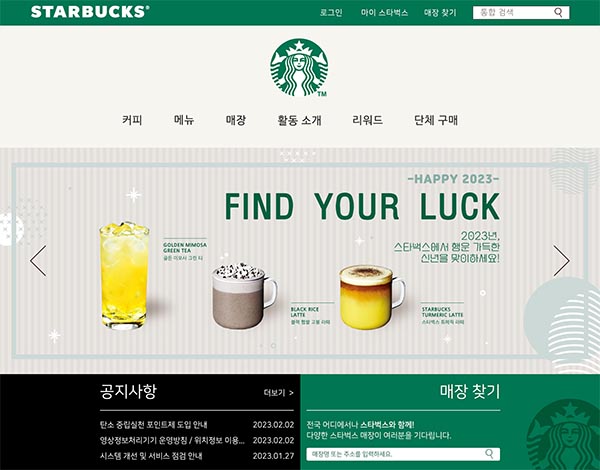 STARBUCKS®
로그인 마이 스타벅스 매장 찾기 통합 검색
TM
커피 메뉴 매장 활동 소개 리워드 단체 구매
-HAPPY 2023-
FIND YOUR LUCK
2023년,
스타벅스에서 행운 가득한
신년을 맞이하세요!
GOLDEN MIMOSA
GREEN TEA
골든 미모사 그린 티
BLACK RICE
LATTE
블랙 햅쌀 고봉 라떼
STARBUCKS
TURMERIC LATTE
스타벅스 튜메릭 라떼
공지사항 더보기 >
탄소 중립실천 포인트제 도입 안내 2023.02.02
영상정보처리기기 운영방침 / 위치정보 이용... 2023.02.02
시스템 개선 및 서비스 점검 안내 2023.01.27
매장 찾기
전국 어디에서나 스타벅스와 함께!
다양한 스타벅스 매장이 여러분을 기다립니다.
매장명 또는 주소를 입력하세요.